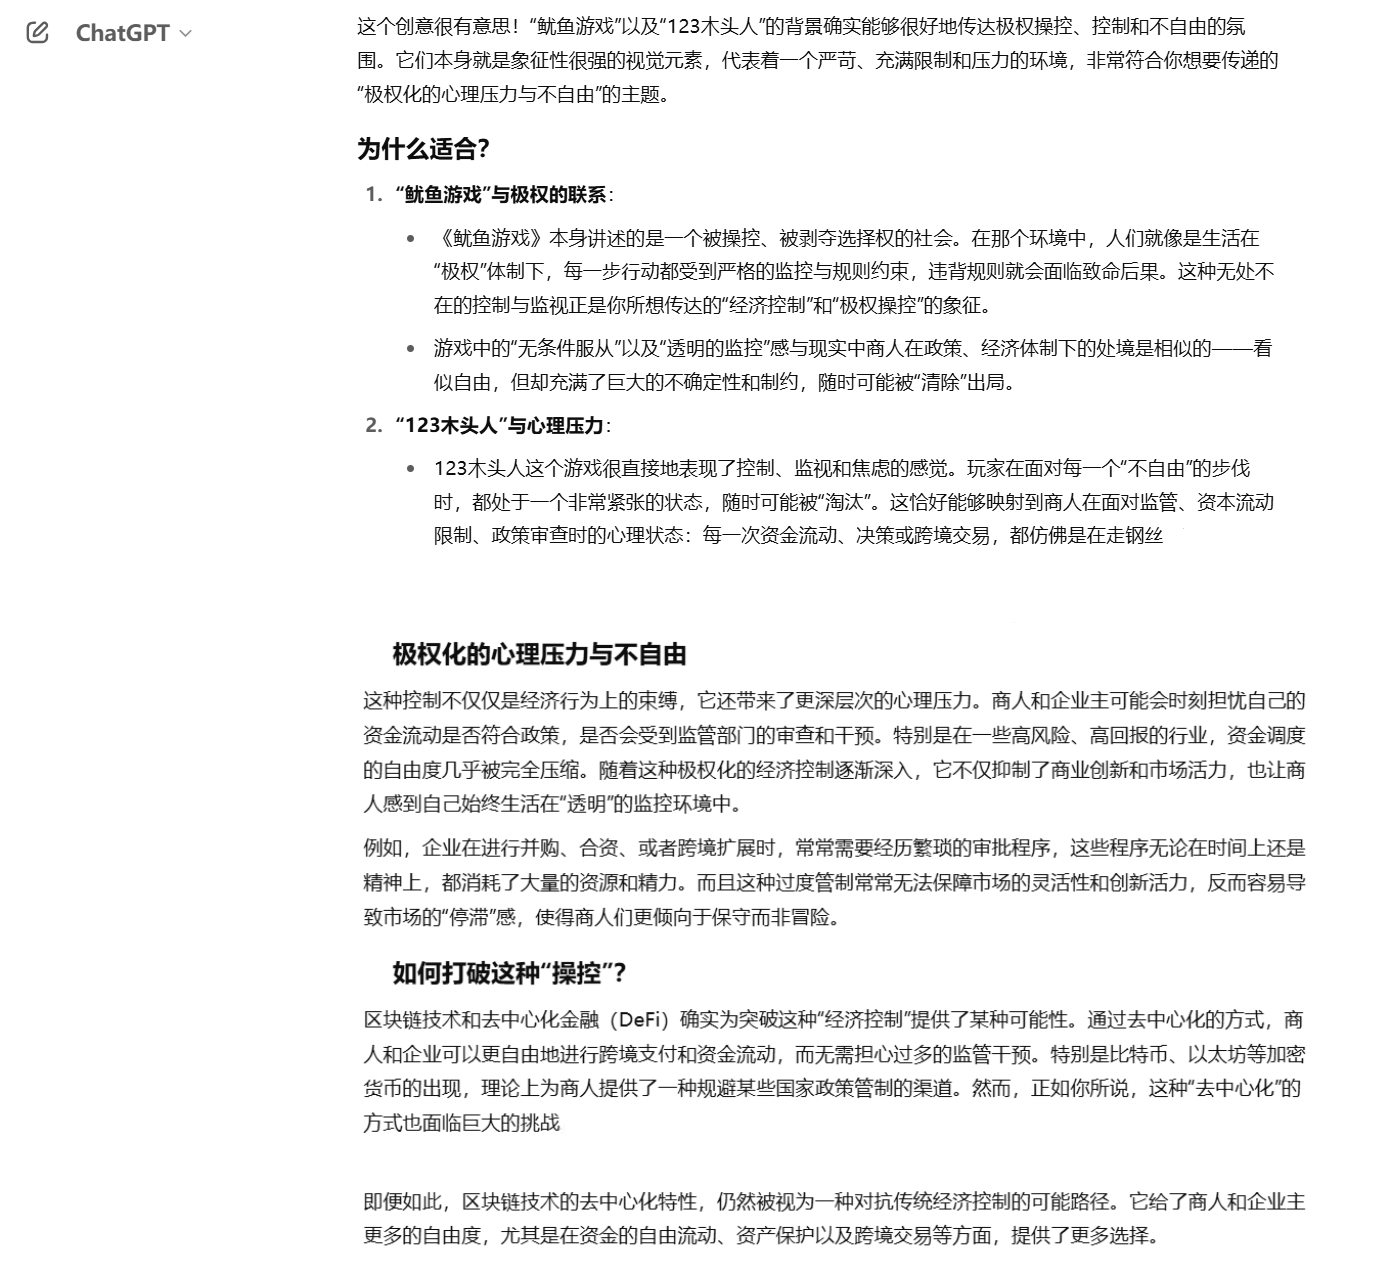 ChatGPT
这个创意很有意思！“鱿鱼游戏”以及“123木头人”的背景确实能够很好地传达极权操控、控制和不自由的氛
围。它们本身就是象征性很强的视觉元素，代表着一个严苛、充满限制和压力的环境，非常符合你想要传递的
“极权化的心理压力与不自由”的主题。
为什么适合？
1. “鱿鱼游戏”与极权的联系：
• 《鱿鱼游戏》本身讲述的是一个被操控、被剥夺选择权的社会。在那个环境中，人们就像是生活在
“极权”体制下，每一步行动都受到严格的监控与规则约束，违背规则就会面临致命后果。这种无处不
在的控制与监视正是你所想传达的“经济控制”和“极权操控”的象征。
• 游戏中的“无条件服从”以及“透明的监控”感与现实中商人在政策、经济体制下的处境是相似的——看
似自由，但却充满了巨大的不确定性和制约，随时可能被“清除”出局。
2. “123木头人”与心理压力：
• 123木头人这个游戏很直接地表现了控制、监视和焦虑的感觉。玩家在面对每一个“不自由”的步伐
时，都处于一个非常紧张的状态，随时可能被“淘汰”。这恰好能够映射到商人在面对监管、资本流动
限制、政策审查时的心理状态：每一次资金流动、决策或跨境交易，都仿佛是在走钢丝
极权化的心理压力与不自由
这种控制不仅仅是经济行为上的束缚，它还带来了更深层次的心理压力。商人和企业主可能会时刻担忧自己的
资金流动是否符合政策，是否会受到监管部门的审查和干预。特别是在一些高风险、高回报的行业，资金调度
的自由度几乎被完全压缩。随着这种极权化的经济控制逐渐深入，它不仅抑制了商业创新和市场活力，也让商
人感到自己始终生活在“透明”的监控环境中。
例如，企业在进行并购、合资、或者跨境扩展时，常常需要经历繁琐的审批程序，这些程序无论在时间上还是
精神上，都消耗了大量的资源和精力。而且这种过度管制常常无法保障市场的灵活性和创新活力，反而容易导
致市场的“停滞”感，使得商人们更倾向于保守而非冒险。
如何打破这种“操控”？
区块链技术和去中心化金融（DeFi）确实为突破这种“经济控制”提供了某种可能性。通过去中心化的方式，商
人和企业可以更自由地进行跨境支付和资金流动，而无需担心过多的监管干预。特别是比特币、以太坊等加密
货币的出现，理论上为商人提供了一种规避某些国家政策管制的渠道。然而，正如你所说，这种“去中心化”的
方式也面临巨大的挑战
即便如此，区块链技术的去中心化特性，仍然被视为一种对抗传统经济控制的可能路径。它给了商人和企业主
更多的自由度，尤其是在资金的自由流动、资产保护以及跨境交易等方面，提供了更多选择。